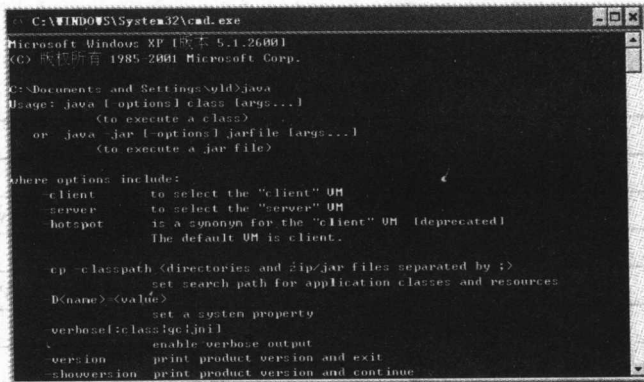 C:\WINDOWS\System32\cmd.exe
Microsoft Windows XP [版本 5.1.2600]
(C) 版权所有 1985-2001 Microsoft Corp.
C:\Documents and Settings\yld>java
Usage: java [-options] class [args...]
(to execute a class)
or java -jar [-options] jarfile [args...]
(to execute a jar file)
where options include:
-client to select the "client" VM
-server to select the "server" VM
-hotspot is a synonym for the "client" VM [deprecated]
The default VM is client.
-cp -classpath <directories and zip/jar files separated by ;>
set search path for application classes and resources
-D<name>=<value>
set a system property
-verbose[:class|gc|jni]
enable verbose output
-version print product version and exit
-showversion print product version and continue